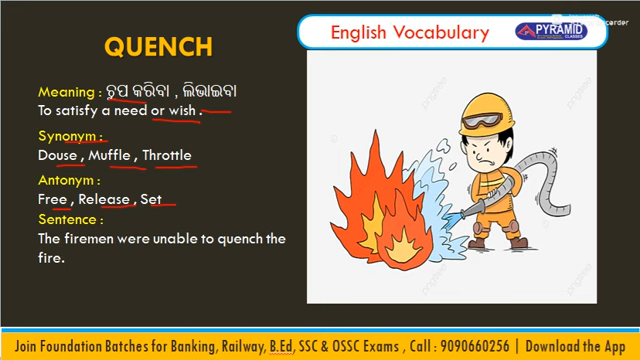 English Vocabulary
PYRAMID
CLASSES
QUENCH
Meaning : ଚୁପ କରିବା , ଲିଭାଇବା
To satisfy a need or wish .
Synonym :
Douse , Muffle , Throttle
Antonym :
Free , Release , Set
Sentence :
The firemen were unable to quench the
fire.
Join Foundation Batches for Banking, Railway, B.Ed, SSC & OSSC Exams , Call : 9090660256 | Download the App